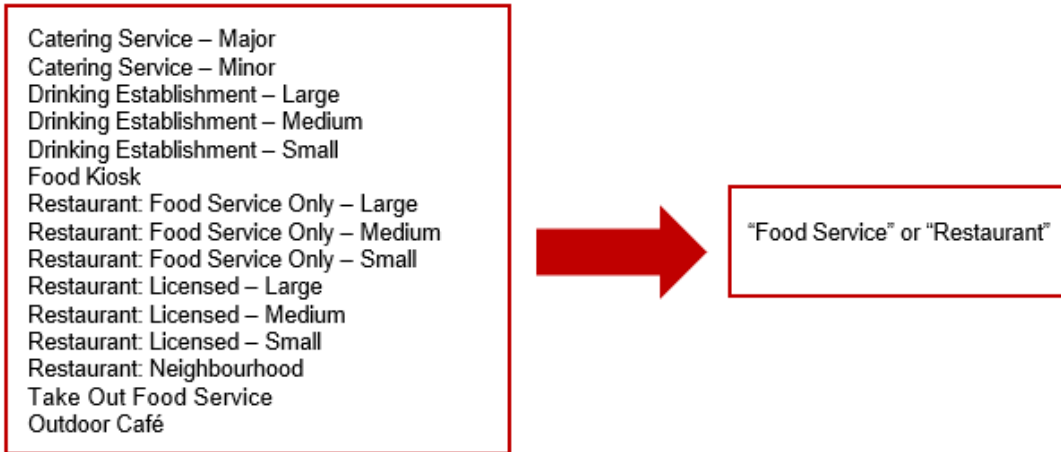 Catering Service – Major
Catering Service – Minor
Drinking Establishment – Large
Drinking Establishment – Medium
Drinking Establishment – Small
Food Kiosk
Restaurant: Food Service Only – Large
Restaurant: Food Service Only – Medium
Restaurant: Food Service Only – Small
Restaurant: Licensed – Large
Restaurant: Licensed – Medium
Restaurant: Licensed – Small
Restaurant: Neighbourhood
Take Out Food Service
Outdoor Café
“Food Service” or “Restaurant”